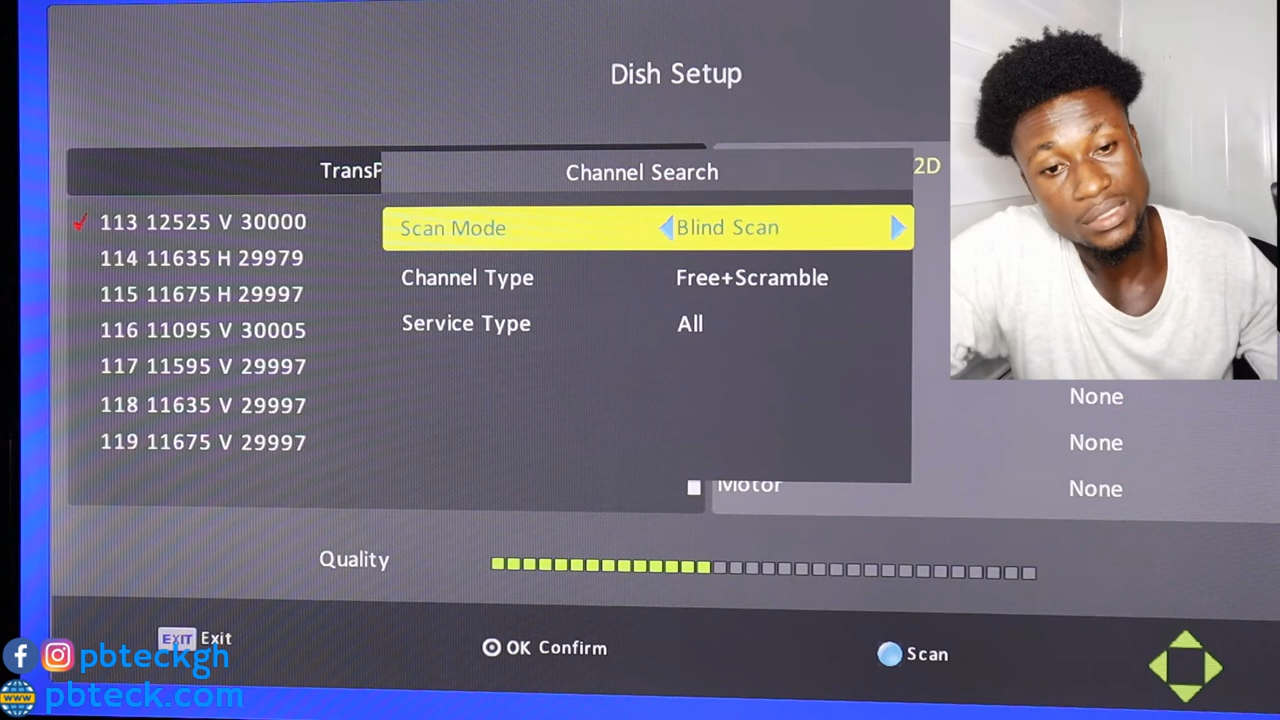 Dish Setup
TransP
2D
Channel Search
113 12525 V 30000
Scan Mode Blind Scan
114 11635 H 29979
Channel Type Free+Scramble
115 11675 H 29997
Service Type All
116 11095 V 30005
117 11595 V 29997
118 11635 V 29997
119 11675 V 29997
None
None
Motor None
Quality
EXIT Exit
OK Confirm
Scan
pbteckgh
www pbteck.com